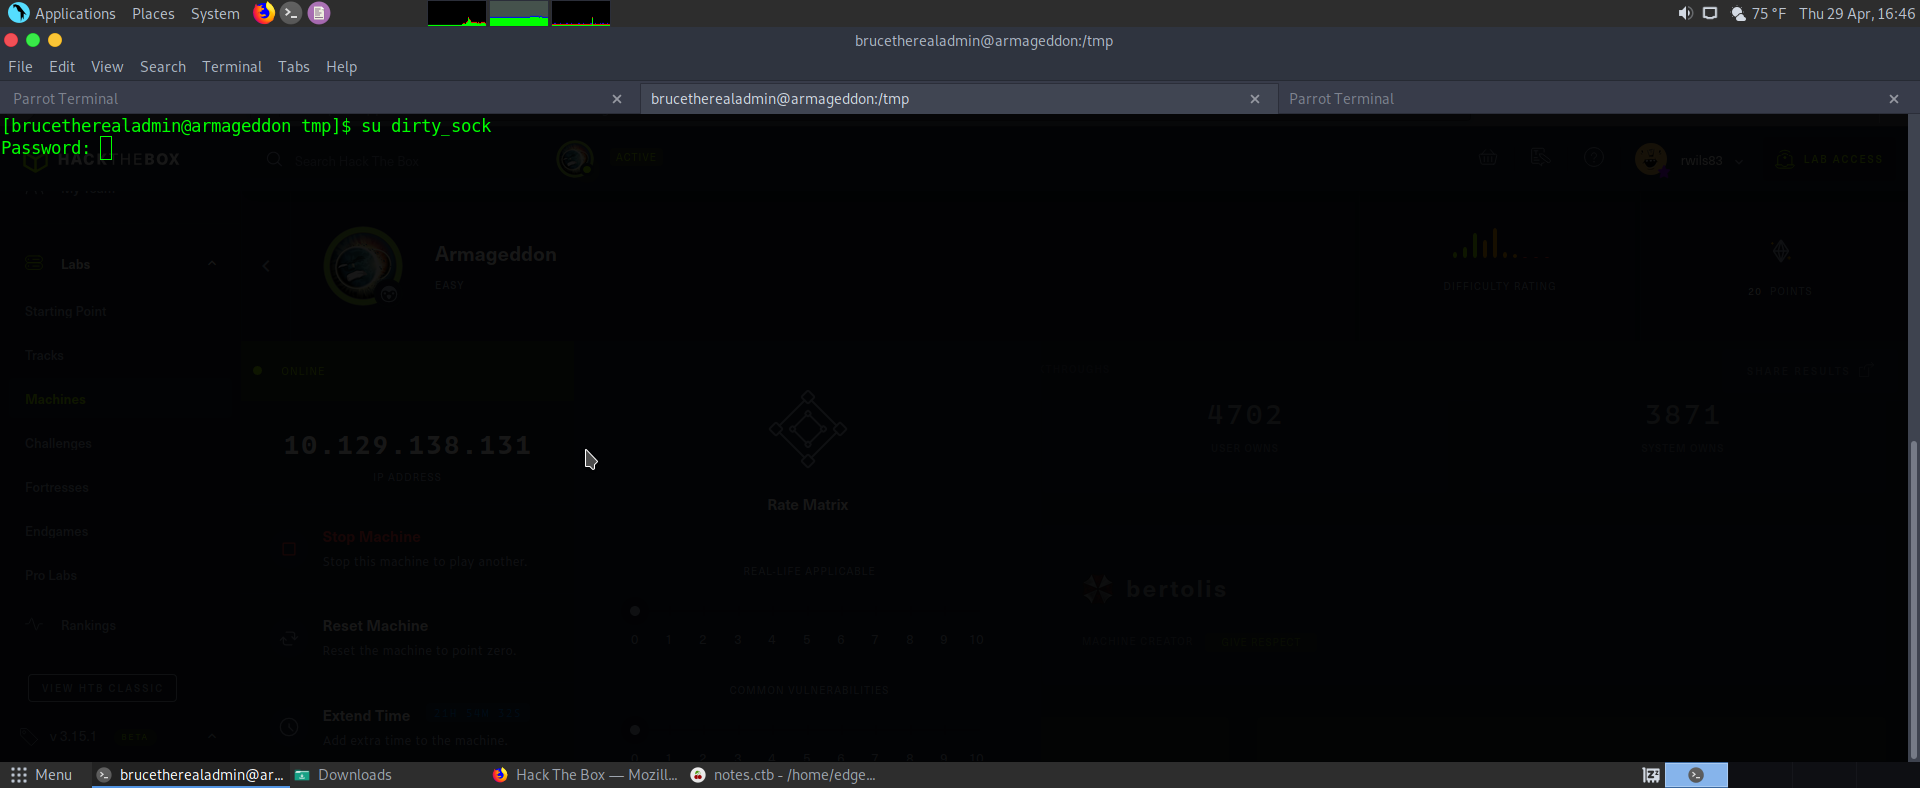 Applications Places System 75 °F Thu 29 Apr, 16:46
brucetherealadmin@armageddon:/tmp
File Edit View Search Terminal Tabs Help
Parrot Terminal × brucetherealadmin@armageddon:/tmp × Parrot Terminal ×
[brucetherealadmin@armageddon tmp]$ su dirty_sock
Password:
HACKTHEBOX Search Hack The Box ACTIVE rwils83 LAB ACCESS
Armageddon
Labs
EASY
DIFFICULTY RATING
20 POINTS
Starting Point
Tracks
ONLINE
SHARE RESULTS
Machines
4702
3871
Challenges
10.129.138.131
USER OWNS
SYSTEM OWNS
IP ADDRESS
Fortresses
Rate Matrix
Endgames
Stop Machine
Stop this machine to play another.
REAL-LIFE APPLICABLE
Pro Labs
bertolis
Rankings
Reset Machine
0 1 2 3 4 5 6 7 8 9 10
MACHINE CREATOR
Reset the machine to point zero.
VIEW HTB CLASSIC
COMMON VULNERABILITIES
Extend Time
v 3.15.1 BETA
Add extra time to the machine.
0 1 2 3 4 5 6 7 8 9 10
Menu brucetherealadmin@ar... Downloads Hack The Box — Mozill... notes.ctb - /home/edge...